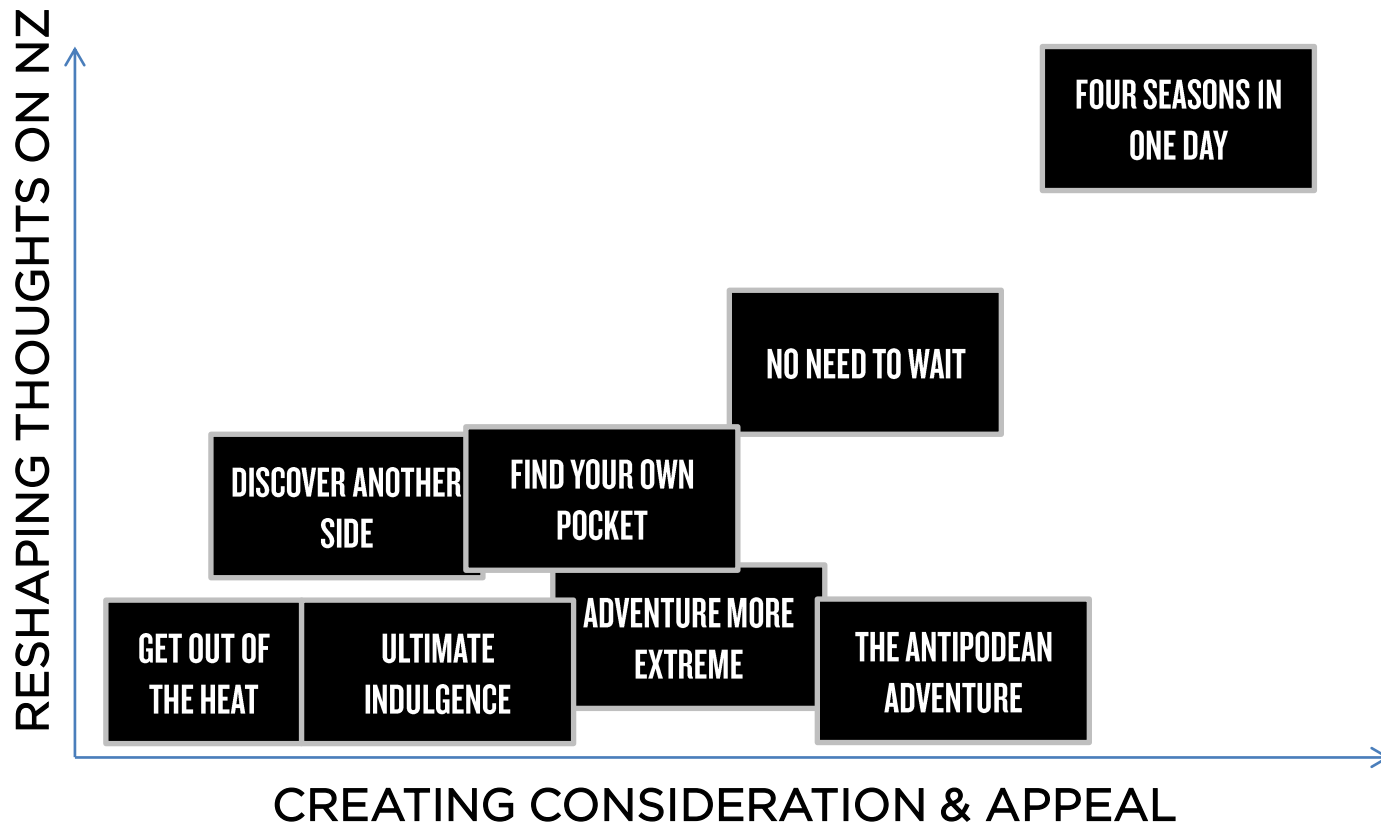 RESHAPING THOUGHTS ON NZ
FOUR SEASONS IN
ONE DAY
NO NEED TO WAIT
DISCOVER ANOTHER
SIDE
FIND YOUR OWN
POCKET
GET OUT OF
THE HEAT
ULTIMATE
INDULGENCE
ADVENTURE MORE
EXTREME
THE ANTIPODEAN
ADVENTURE
CREATING CONSIDERATION & APPEAL